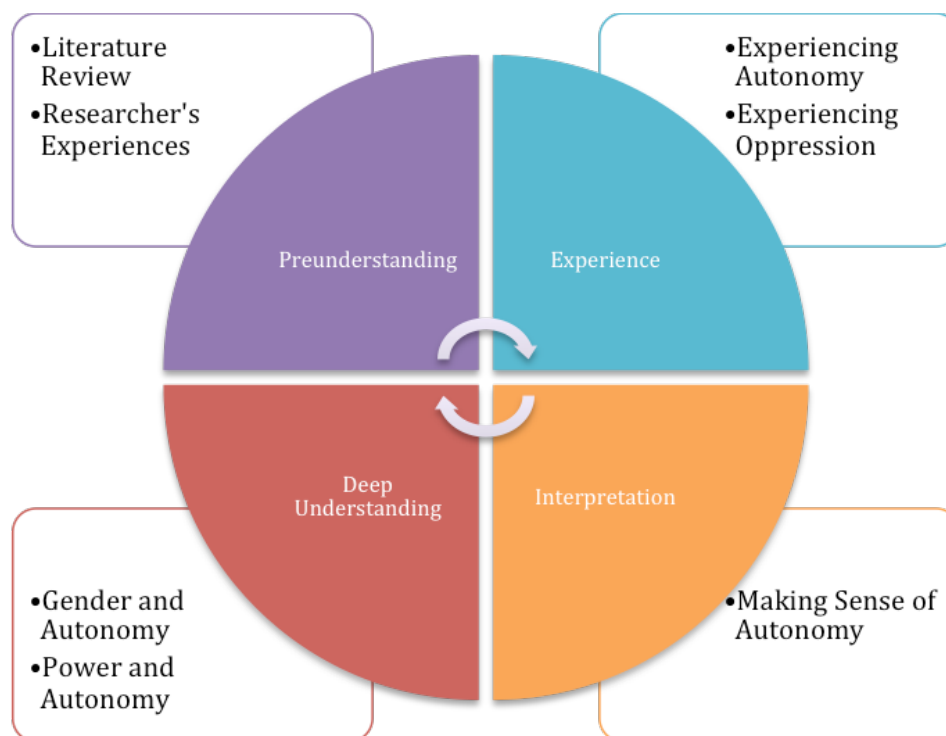 •Literature
Review
•Researcher's
Experiences
•Experiencing
Autonomy
•Experiencing
Oppression
Preunderstanding
Experience
Deep
Understanding
Interpretation
•Gender and
Autonomy
•Power and
Autonomy
•Making Sense of
Autonomy